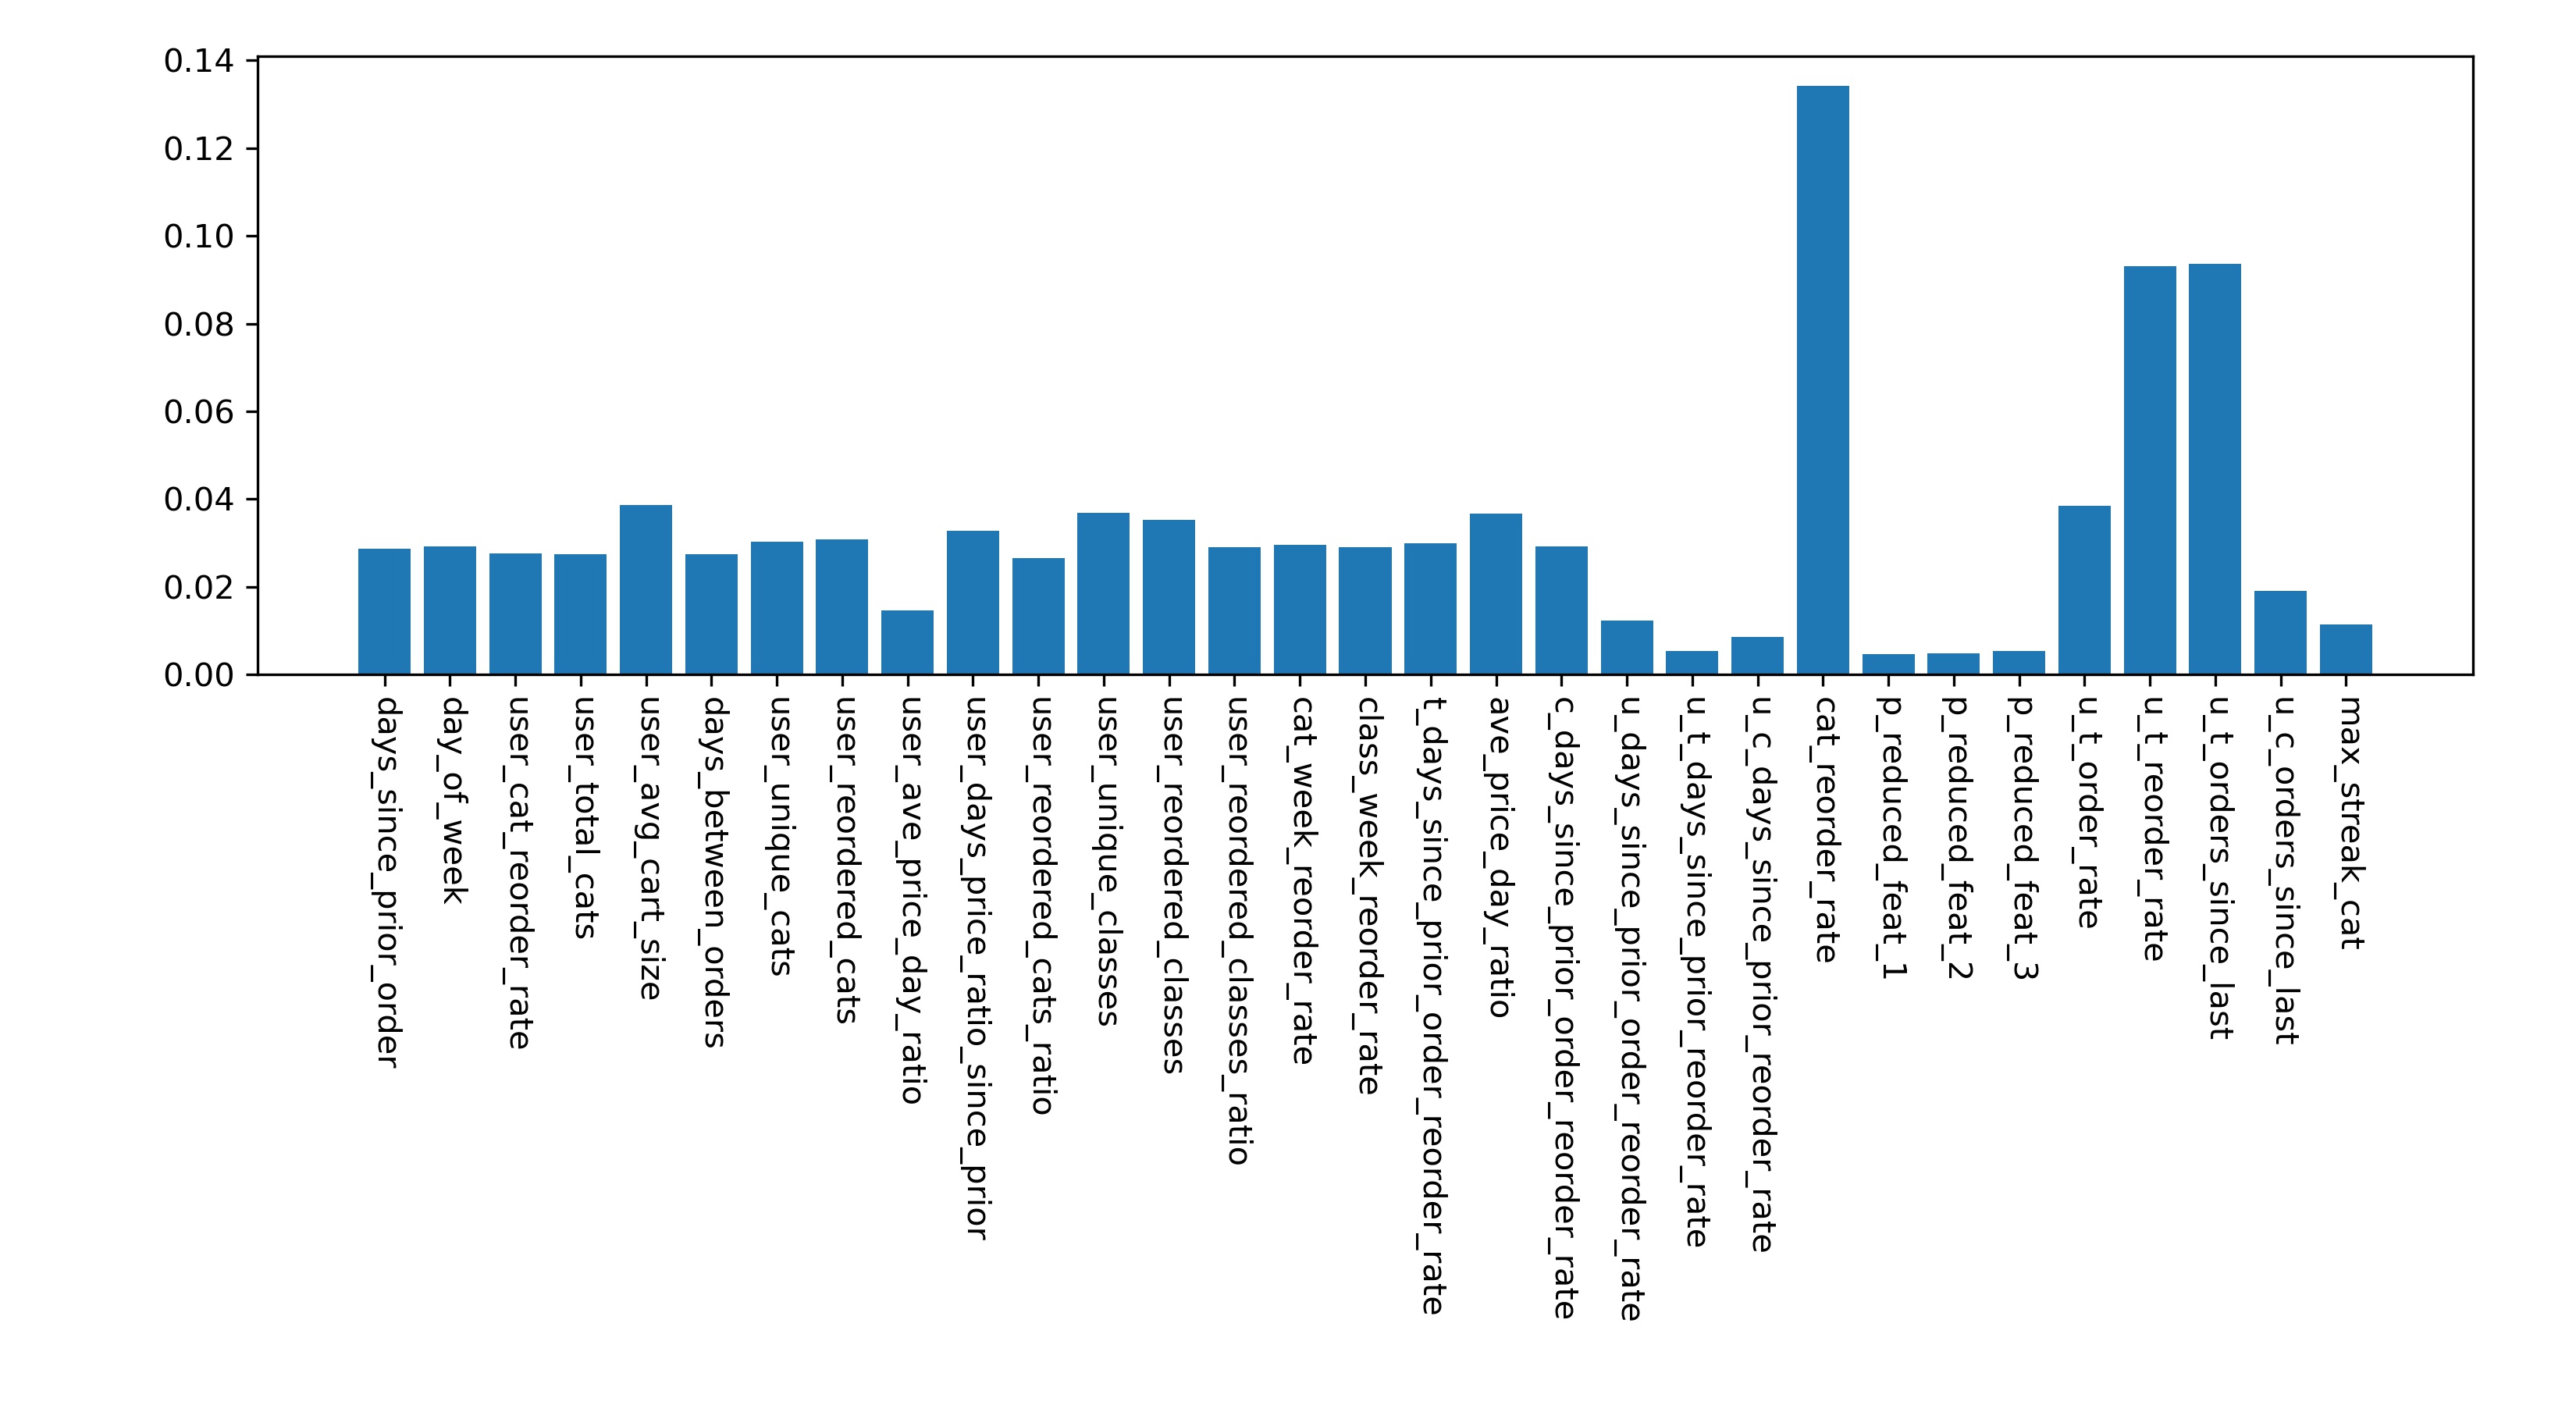 0.14
0.12
0.10
0.08
0.06
0.04
0.02
0.00
days_since_prior_order
day_of_week
user_cat_reorder_rate
user_total_cats
user_avg_cart_size
days_between_orders
user_unique_cats
user_reordered_cats
user_ave_price_day_ratio
user_days_price_ratio_since_prior
user_reordered_cats_ratio
user_unique_classes
user_reordered_classes
user_reordered_classes_ratio
cat_week_reorder_rate
class_week_reorder_rate
t_days_since_prior_order_reorder_rate
ave_price_day_ratio
c_days_since_prior_order_reorder_rate
u_days_since_prior_order_reorder_rate
u_t_days_since_prior_reorder_rate
u_c_days_since_prior_reorder_rate
cat_reorder_rate
p_reduced_feat_1
p_reduced_feat_2
p_reduced_feat_3
u_t_order_rate
u_t_reorder_rate
u_t_orders_since_last
u_c_orders_since_last
max_streak_cat